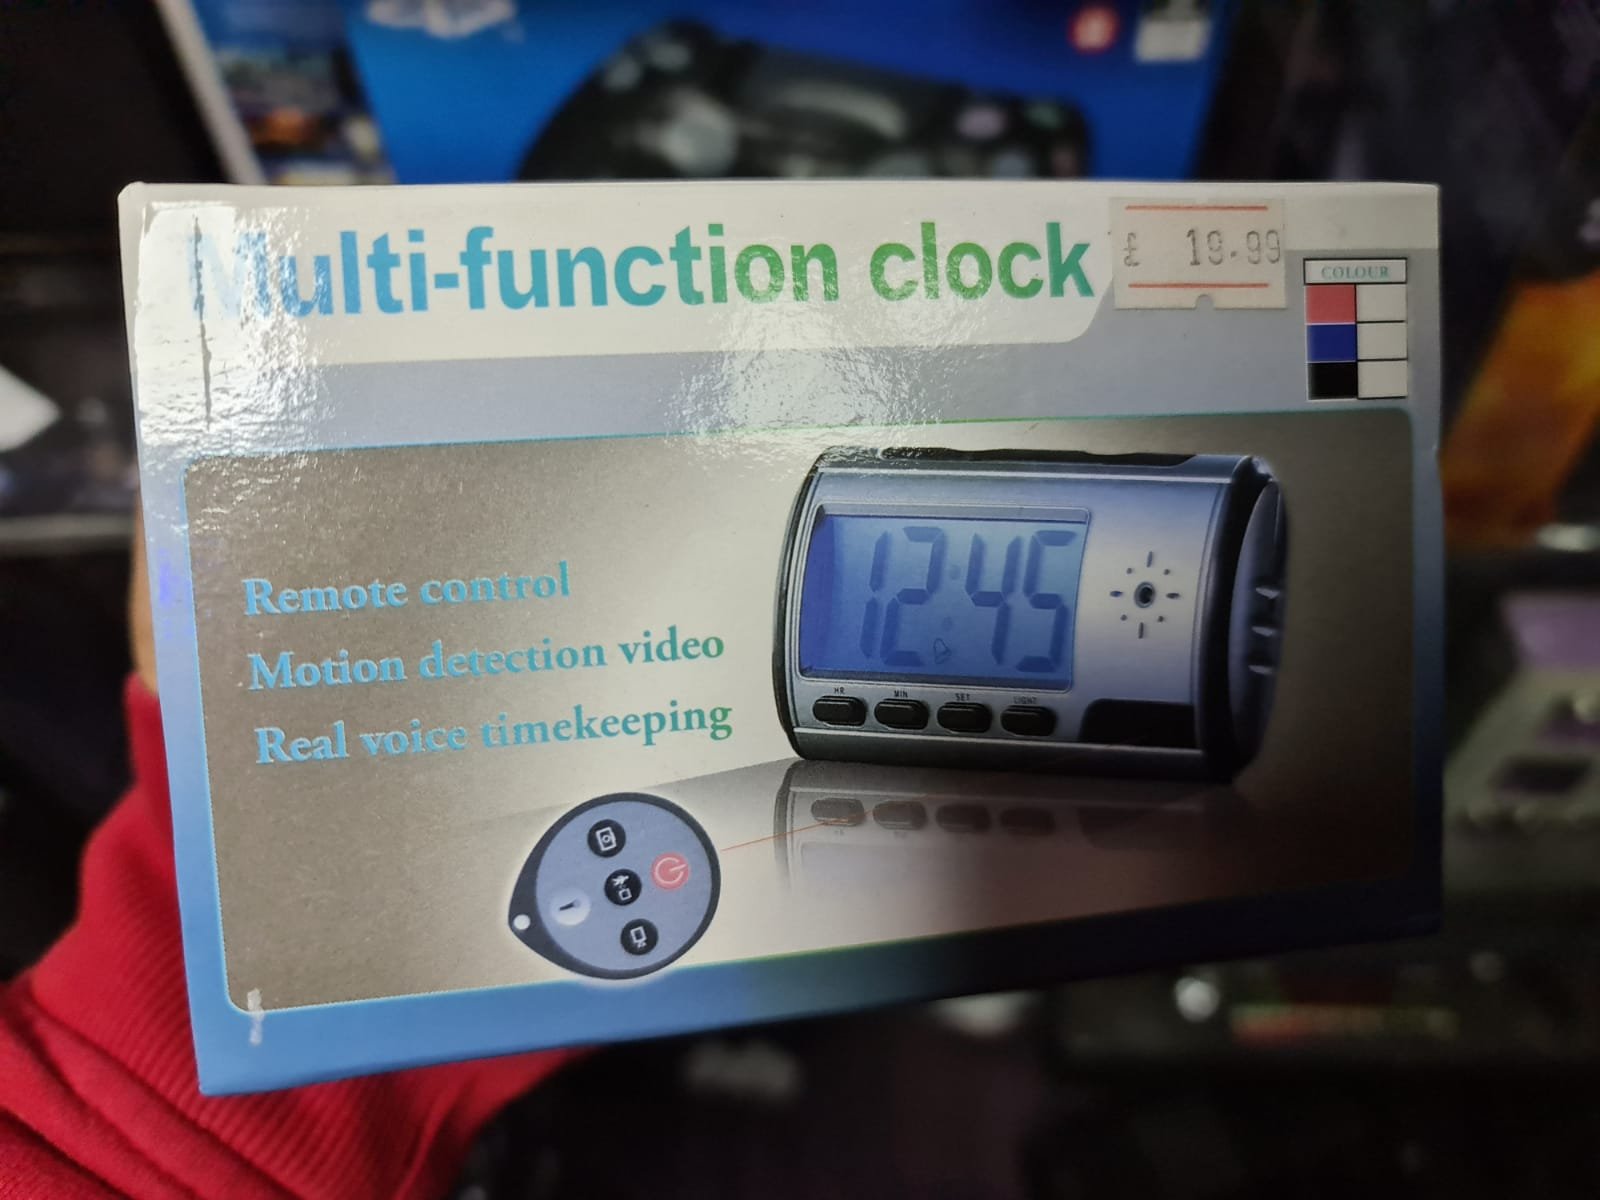 Multi-function clock
£ 19.99
COLOUR
Remote control
Motion detection video
Real voice timekeeping
12:45
HR MIN SET LIGHT